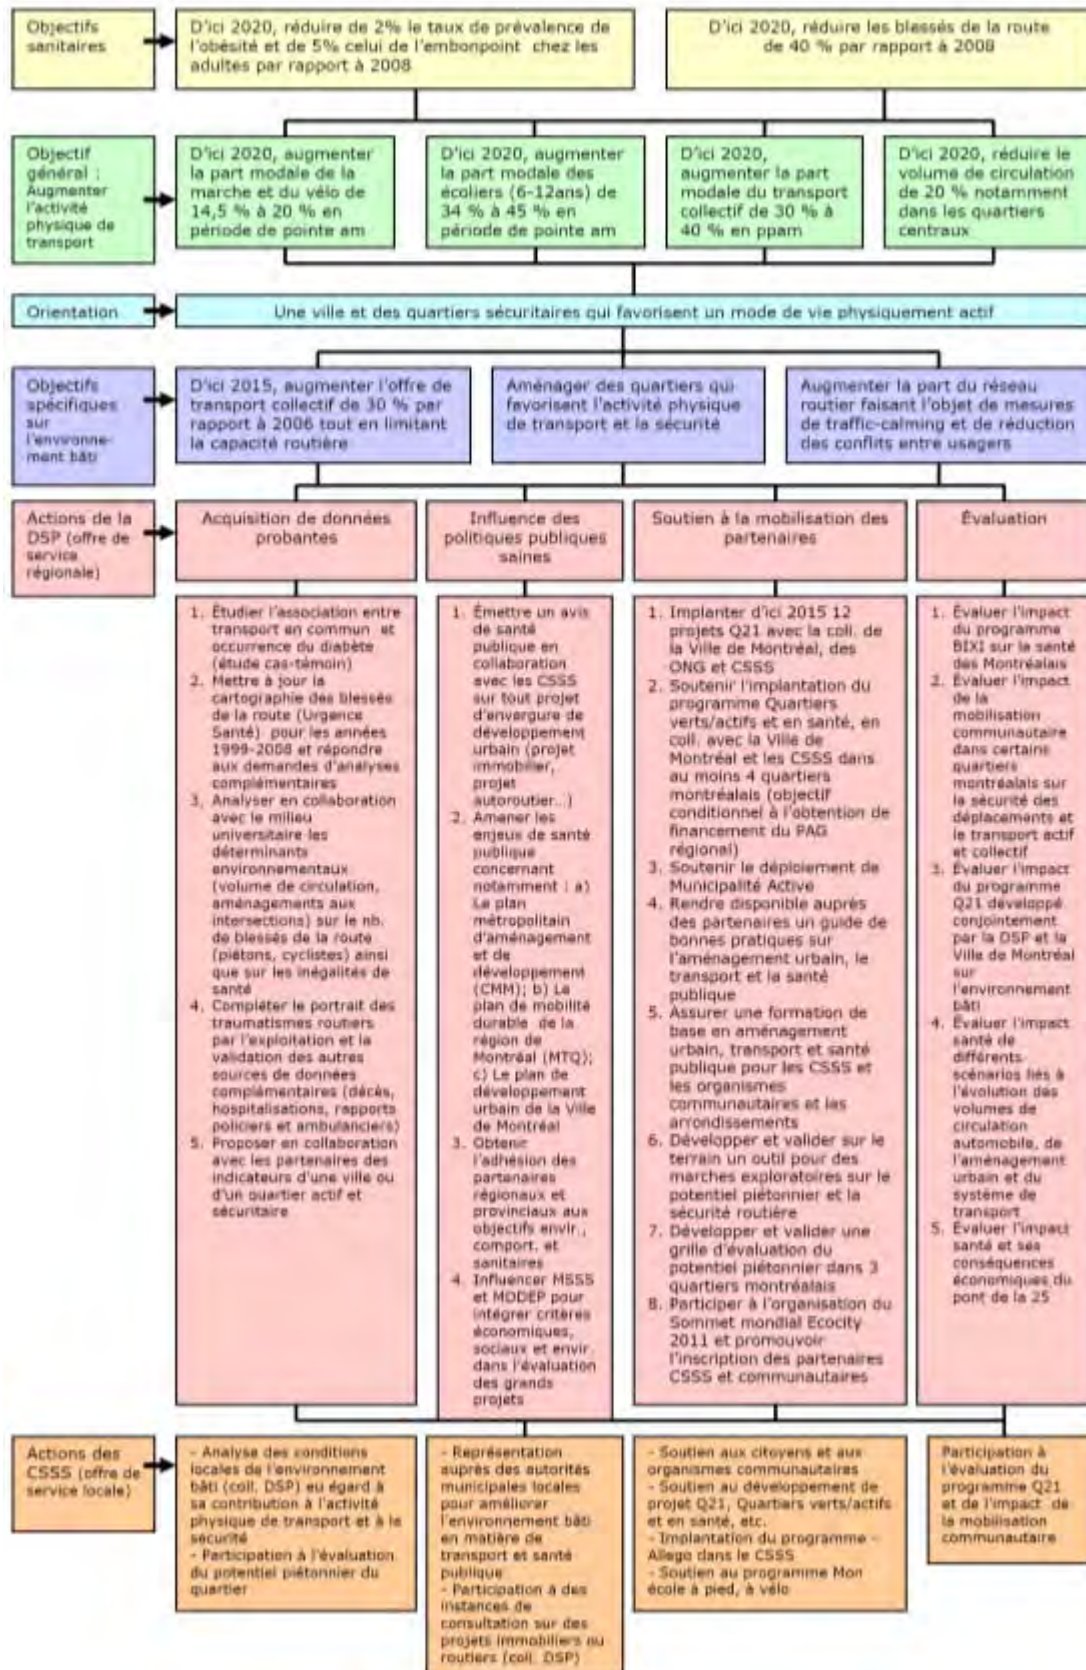 Objectifs
sanitaires
D'ici 2020, réduire de 2% le taux de prévalence de
l'obésité et de 5% celui de l'embonpoint chez les
adultes par rapport à 2008
D'ici 2020, réduire les blessés de la route
de 40 % par rapport à 2008
Objectif
général :
Augmenter
l'activité
physique de
transport
D'ici 2020, augmenter
la part modale de la
marche et du vélo de
14,5 % à 20 % en
période de pointe am
D'ici 2020, augmenter
la part modale des
écoliers (6-12ans) de
34 % à 45 % en
période de pointe am
D'ici 2020,
augmenter la part
modale du transport
collectif de 30 % à
40 % en ppam
D'ici 2020, réduire le
volume de circulation
de 20 % notamment
dans les quartiers
centraux
Orientation
Une ville et des quartiers sécuritaires qui favorisent un mode de vie physiquement actif
Objectifs
spécifiques
sur
l'environne-
ment bâti
D'ici 2015, augmenter l'offre de
transport collectif de 30 % par
rapport à 2006 tout en limitant
la capacité routière
Aménager des quartiers qui
favorisent l'activité physique
de transport et la sécurité
Augmenter la part du réseau
routier faisant l'objet de mesures
de traffic-calming et de réduction
des conflits entre usagers
Actions de la
DSP (offre de
service
régionale)
Acquisition de données
probantes
Influence des
politiques publiques
saines
Soutien à la mobilisation des
partenaires
Évaluation
1. Étudier l'association entre
transport en commun et
occurrence du diabète
(étude cas-témoin)
2. Mettre à jour la
cartographie des blessés
de la route (Urgence
Santé) pour les années
1999-2008 et répondre
aux demandes d'analyses
complémentaires
3. Analyser en collaboration
avec le milieu
universitaire les
déterminants
environnementaux
(volume de circulation,
aménagements aux
intersections) sur le nb.
de blessés de la route
(piétons, cyclistes) ainsi
que sur les inégalités de
santé
4. Compléter le portrait des
traumatismes routiers
par l'exploitation et la
validation des autres
sources de données
complémentaires (décès,
hospitalisations, rapports
policiers et ambulanciers)
5. Proposer en collaboration
avec les partenaires des
indicateurs d'une ville ou
d'un quartier actif et
sécuritaire
1. Émettre un avis
de santé
publique en
collaboration
avec les CSSS
sur tout projet
d'envergure de
développement
urbain (projet
immobilier,
projet
autoroutier...)
2. Amener les
enjeux de santé
publique
concernant
notamment : a)
Le plan
métropolitain
d'aménagement
et de
développement
(CMM); b) Le
plan de mobilité
durable de la
région de
Montréal (MTQ);
c) Le plan de
développement
urbain de la Ville
de Montréal
3. Obtenir
l'adhésion des
partenaires
régionaux et
provinciaux aux
objectifs envir.,
comport. et
sanitaires
4. Influencer MSSS
et MDDEP pour
intégrer critères
économiques,
sociaux et envir.
dans l'évaluation
des grands
projets
1. Implanter d'ici 2015 12
projets Q21 avec la coll. de
la Ville de Montréal, des
ONG et CSSS
2. Soutenir l'implantation du
programme Quartiers
verts/actifs et en santé, en
coll. avec la Ville de
Montréal et les CSSS dans
au moins 4 quartiers
montréalais (objectif
conditionnel à l'obtention de
financement du PAG
régional)
3. Soutenir le déploiement de
Municipalité Active
4. Rendre disponible auprès
des partenaires un guide de
bonnes pratiques sur
l'aménagement urbain, le
transport et la santé
publique
5. Assurer une formation de
base en aménagement
urbain, transport et santé
publique pour les CSSS et
les organismes
communautaires et les
arrondissements
6. Développer et valider sur le
terrain un outil pour des
marches exploratoires sur le
potentiel piétonnier et la
sécurité routière
7. Développer et valider une
grille d'évaluation du
potentiel piétonnier dans 3
quartiers montréalais
8. Participer à l'organisation du
Sommet mondial Ecocity
2011 et promouvoir
l'inscription des partenaires
CSSS et communautaires
1. Évaluer l'impact
du programme
BIXI sur la santé
des Montréalais
2. Évaluer l'impact
de la
mobilisation
communautaire
dans certains
quartiers
montréalais sur
la sécurité des
déplacements et
le transport actif
et collectif
3. Évaluer l'impact
du programme
Q21 développé
conjointement
par la DSP et la
Ville de Montréal
sur
l'environnement
bâti
4. Évaluer l'impact
santé de
différents
scénarios liés à
l'évolution des
volumes de
circulation
automobile, de
l'aménagement
urbain et du
système de
transport
5. Évaluer l'impact
santé et ses
conséquences
économiques du
pont de la 25
Actions des
CSSS (offre de
service locale)
- Analyse des conditions
locales de l'environnement
bâti (coll. DSP) eu égard à
sa contribution à l'activité
physique de transport et à la
sécurité
- Participation à l'évaluation
du potentiel piétonnier du
quartier
- Représentation
auprès des autorités
municipales locales
pour améliorer
l'environnement bâti
en matière de
transport et santé
publique
- Participation à des
instances de
consultation sur des
projets immobiliers ou
routiers (coll. DSP)
- Soutien aux citoyens et aux
organismes communautaires
- Soutien au développement de
projet Q21, Quartiers verts/actifs
et en santé, etc.
- Implantation du programme -
Allego dans le CSSS
- Soutien au programme Mon
école à pied, à vélo
Participation à
l'évaluation du
programme Q21
et de l'impact de
la mobilisation
communautaire